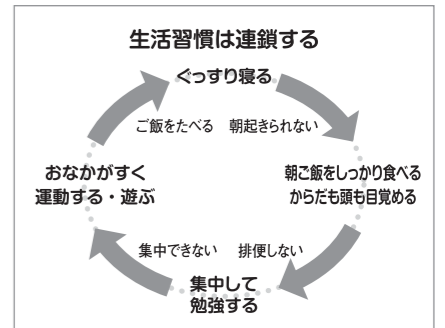 生活習慣は連鎖する
ぐっすり寝る
ご飯をたべる 朝起きられない
おなかがすく
運動する・遊ぶ
朝ご飯をしっかり食べる
からだも頭も目覚める
集中できない 排便しない
集中して
勉強する